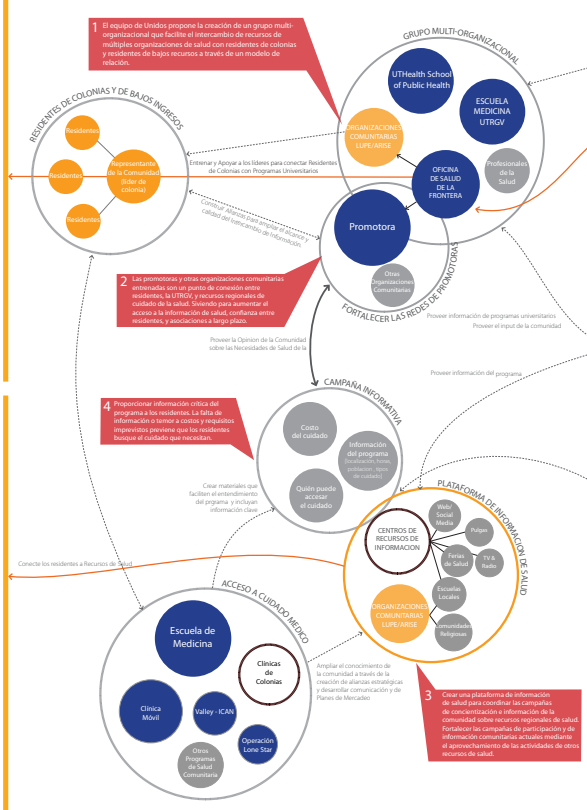 1 El equipo de Unidos propone la creación de un grupo multi-
organizacional que facilite el intercambio de recursos de
múltiples organizaciones de salud con residentes de colonias
y residentes de bajos recursos a través de un modelo de
relación.
GRUPO MULTI-ORGANIZACIONAL
UTHealth School
of Public Health
ESCUELA
MEDICINA
UTRGV
ORGANIZACIONES
COMUNITARIAS
LUPE/ARISE
Profesionales
de la
Salud
OFICINA
DE SALUD
DE LA
FRONTERA
RESIDENTES DE COLONIAS Y DE BAJOS INGRESOS
Residentes
Residentes
Representante
de la Comunidad
(líder de
colonia)
Residentes
Entrenar y Apoyar a los líderes para conectar Residentes
de Colonias con Programas Universitarios
Construir Alianzas para ampliar el alcance y
calidad del intercambio de información.
Promotora
Otras
Organizaciones
Comunitarias
FORTALECER LAS REDES DE PROMOTORAS
2 Las promotoras y otras organizaciones comunitarias
entrenadas son un punto de conexión entre
residentes, la UTRGV, y recursos regionales de
cuidado de la salud. Siviendo para aumentar el
acceso a la información de salud, confianza entre
residentes, y asociaciones a largo plazo.
Proveer información de programas universitarios
Proveer el input de la comunidad
Proveer la Opinon de la Comunidad
sobre las Necesidades de Salud de la
Proveer información del programa
CAMPAÑA INFORMATIVA
4 Proporcionar información crítica del
programa a los residentes. La falta de
información o temor a costos y requisitos
imprevistos previene que los residentes
busque el cuidado que necesitan.
Costo
del cuidado
Información
del programa
(localización, horas,
poblacion, tipos
de cuidado)
Quién puede
accesar
el cuidado
Crear materiales que
faciliten el entendimiento
del prgrama y incluyan
información clave
PLATAFORMA DE INFORMACION DE SALUD
CENTROS DE
RECURSOS DE
INFORMACION
Web/
Social
Media
Pulgas
Ferias
de Salud
TV &
Radio
Escuelas
Locales
ORGANIZACIONES
COMUNITARIAS
LUPE/ARISE
Comunidades
Religiosas
Conecte los residentes a Recursos de Salud
ACCESO A CUIDADO MEDICO
Escuela de
Medicina
Clínicas
de
Colonias
Clínica
Móvil
Valley - ICAN
Operación
Lone Star
Otros
Programas
de Salud
Comunitaria
Ampliar el conocimiento de
la comunidad a través de la
creación de alianzas estratégicas
y desarrollar comunicación y de
Planes de Mercadeo
3 Crear una plataforma de información
de salud para coordinar las campañas
de concientización e información de la
comunidad sobre recursos regionales de salud.
Fortalecer las campañas de participación y de
información comunitarias actuales mediante
el aprovechamiento de las actividades de otros
recursos de salud.